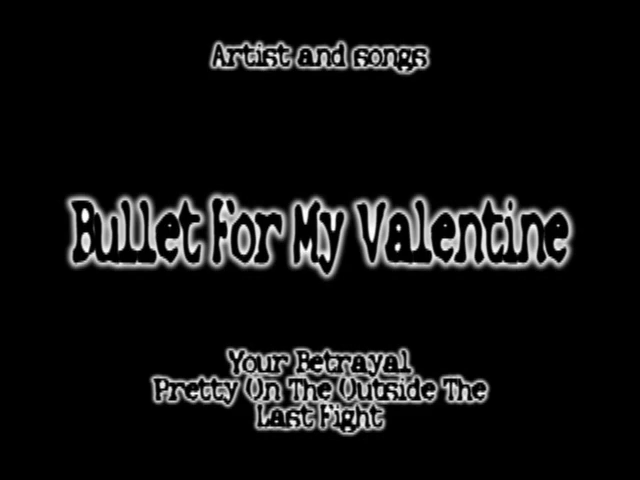 Artist and songs
Bullet For My Valentine
Your Betrayal
Pretty On The Outside The
Last Fight